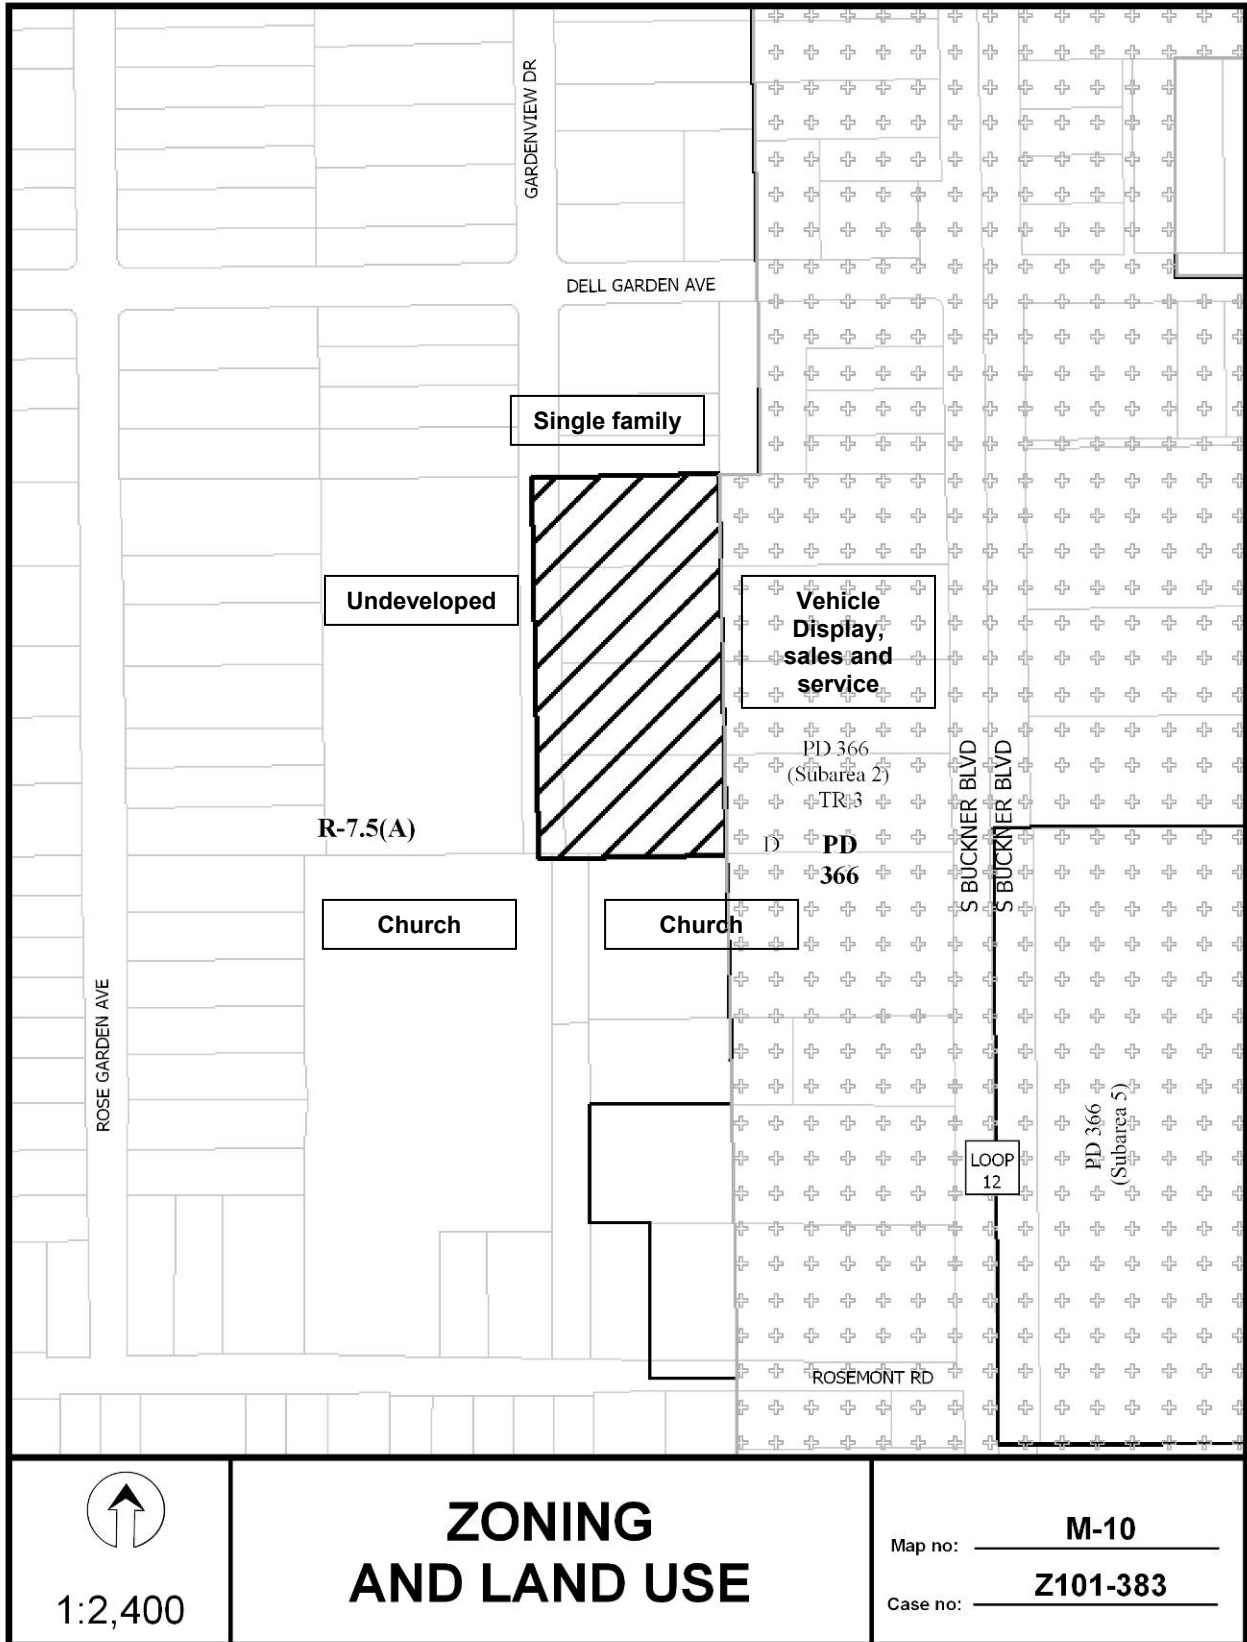 GARDENVIEW DR
DELL GARDEN AVE
Single family
Undeveloped
Vehicle
Display,
sales and
service
PD 366
(Subarea 2)
TR 3
R-7.5(A)
D
PD
366
S BUCKNER BLVD
S BUCKNER BLVD
Church
Church
ROSE GARDEN AVE
PD 366
(Subarea 5)
LOOP
12
ROSEMONT RD
1:2,400
ZONING
AND LAND USE
Map no: M-10
Case no: Z101-383